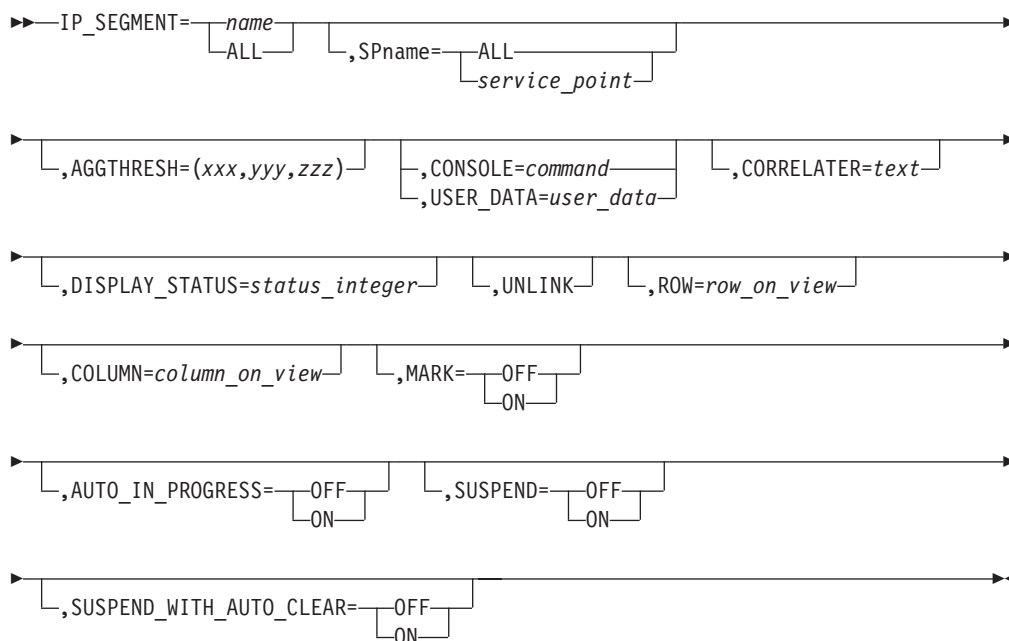 IP_SEGMENT= name
ALL
,SPname= ALL
service_point
,AGGTHRESH=(xxx,yyy,zzz)
,CONSOLE=command
,USER_DATA=user_data
,CORRELATER=text
,DISPLAY_STATUS=status_integer
,UNLINK
,ROW=row_on_view
,COLUMN=column_on_view
,MARK= OFF
ON
,AUTO_IN_PROGRESS= OFF
ON
,SUSPEND= OFF
ON
,SUSPEND_WITH_AUTO_CLEAR= OFF
ON